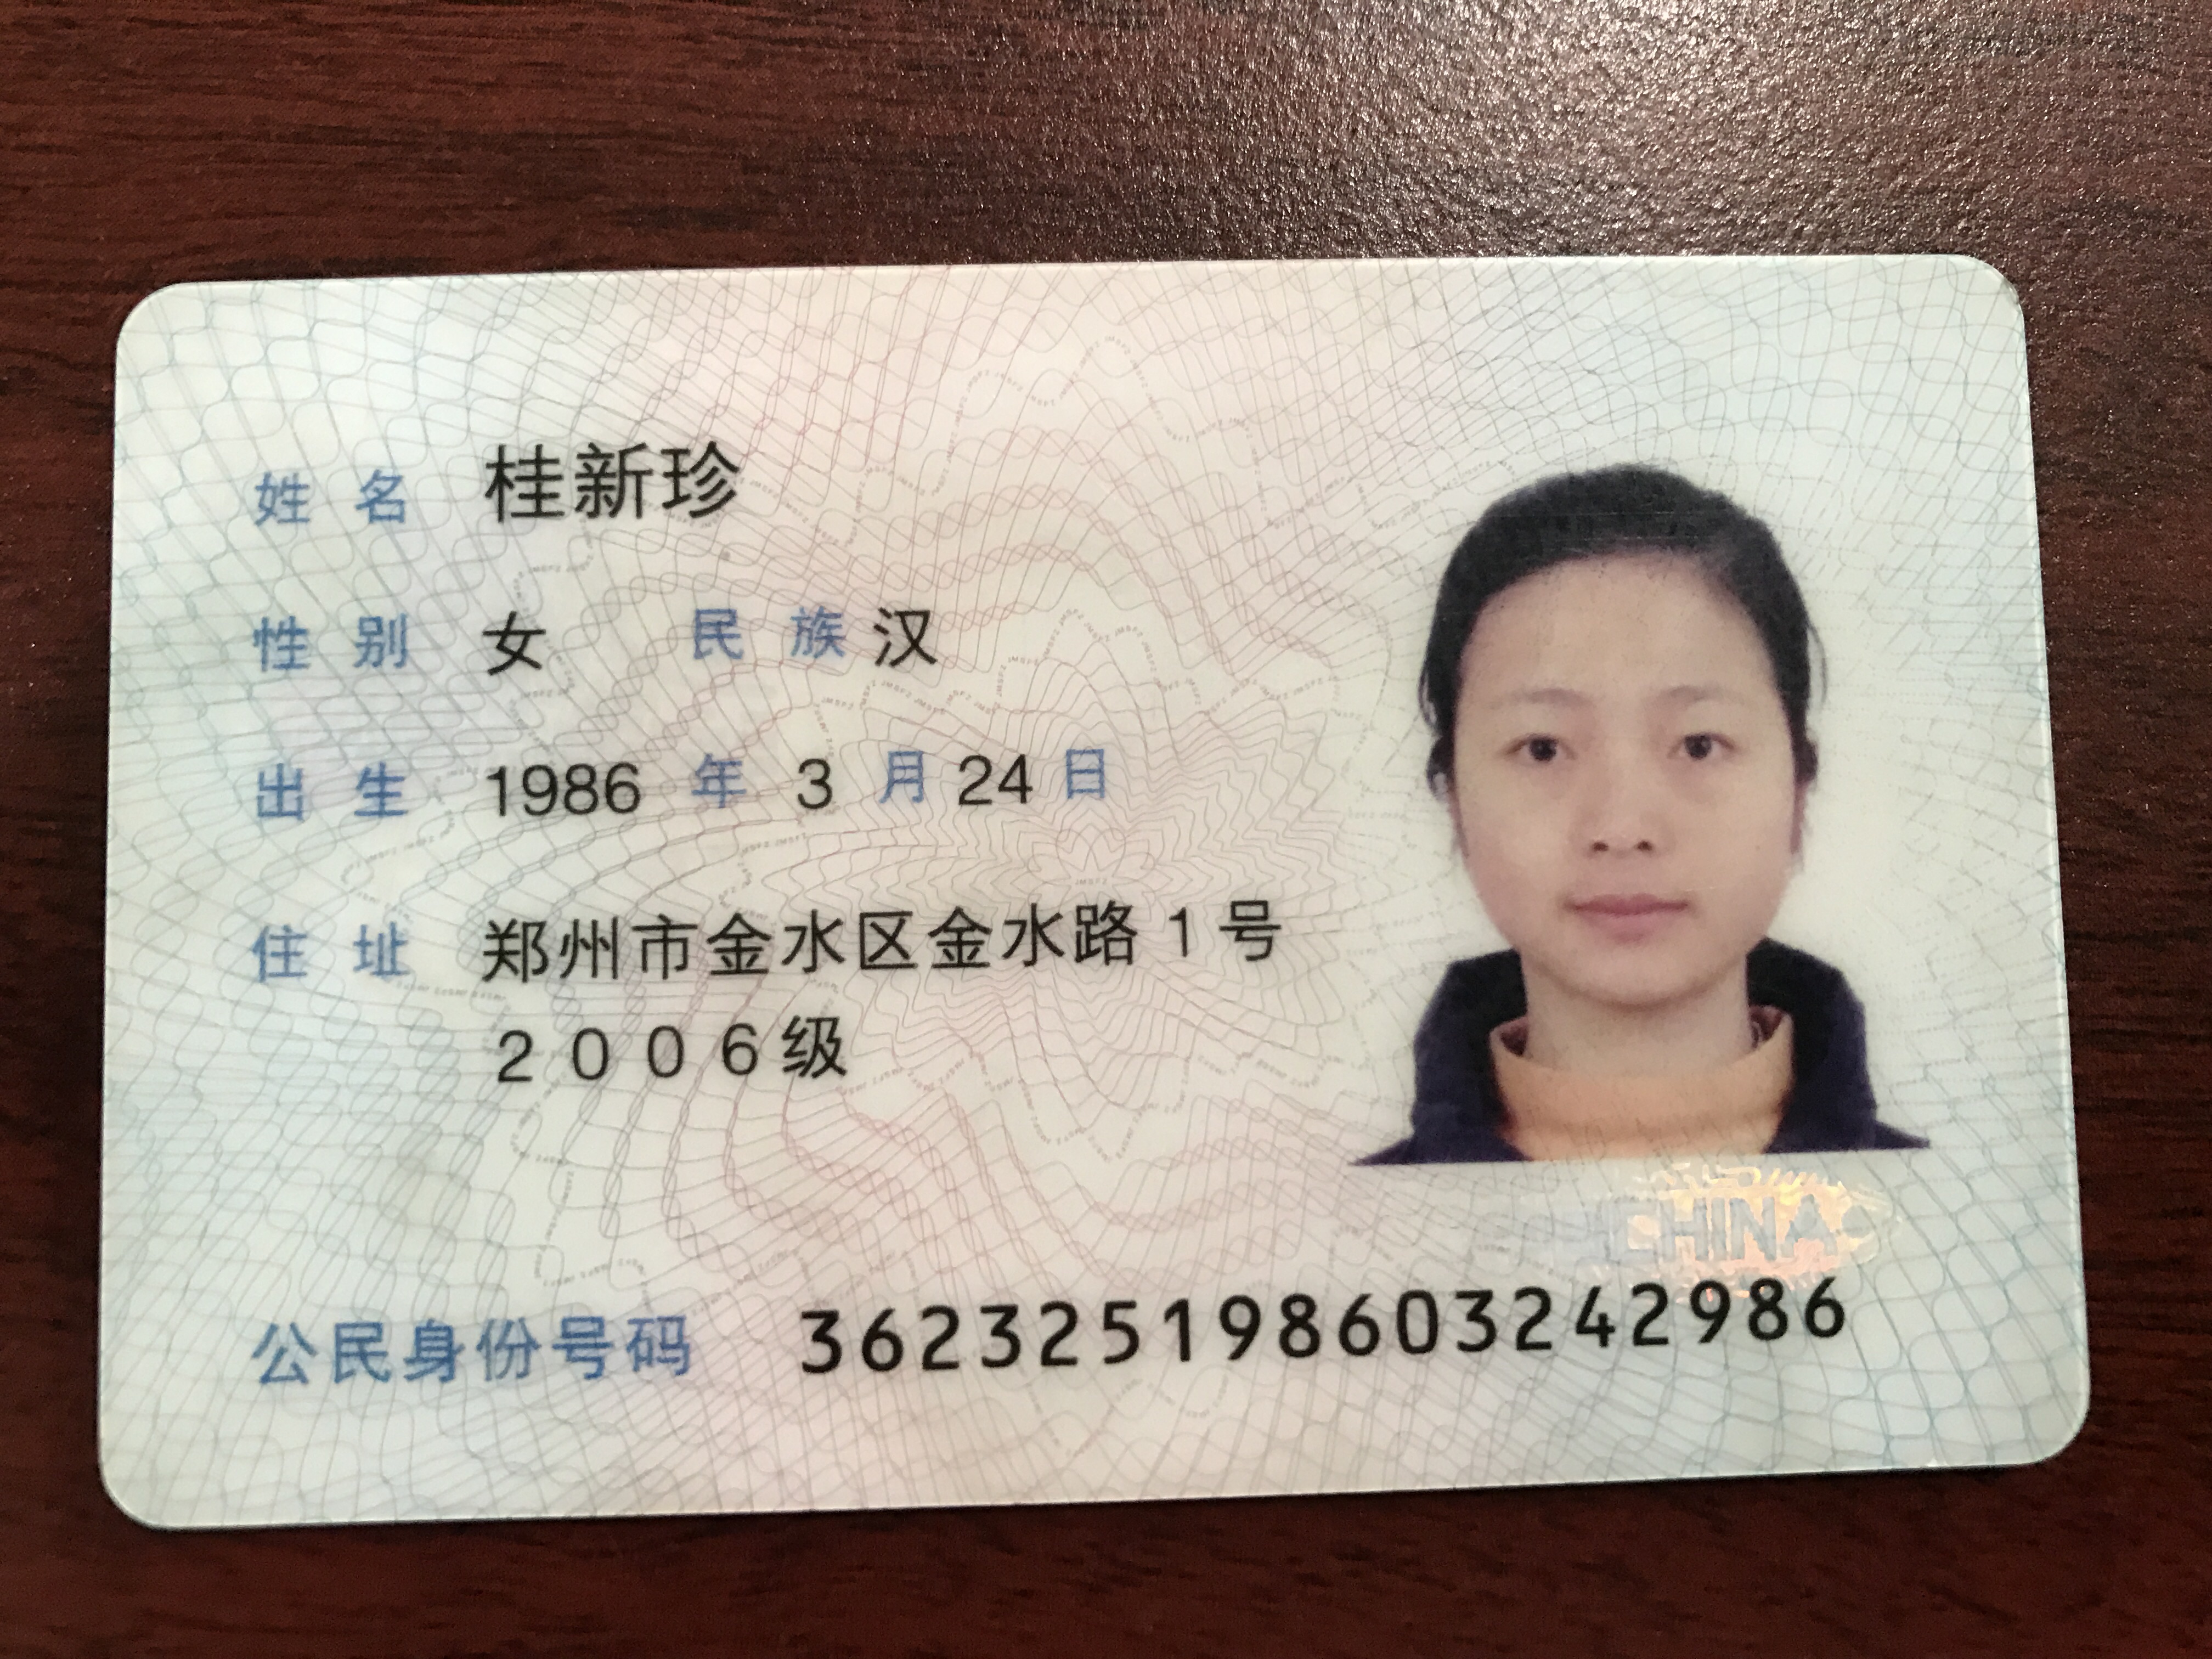 姓名 桂新珍
性别 女 民族 汉
出生 1986 年 3 月 24 日
住址 郑州市金水区金水路1号
2006级
公民身份号码 362325198603242986
CHINA